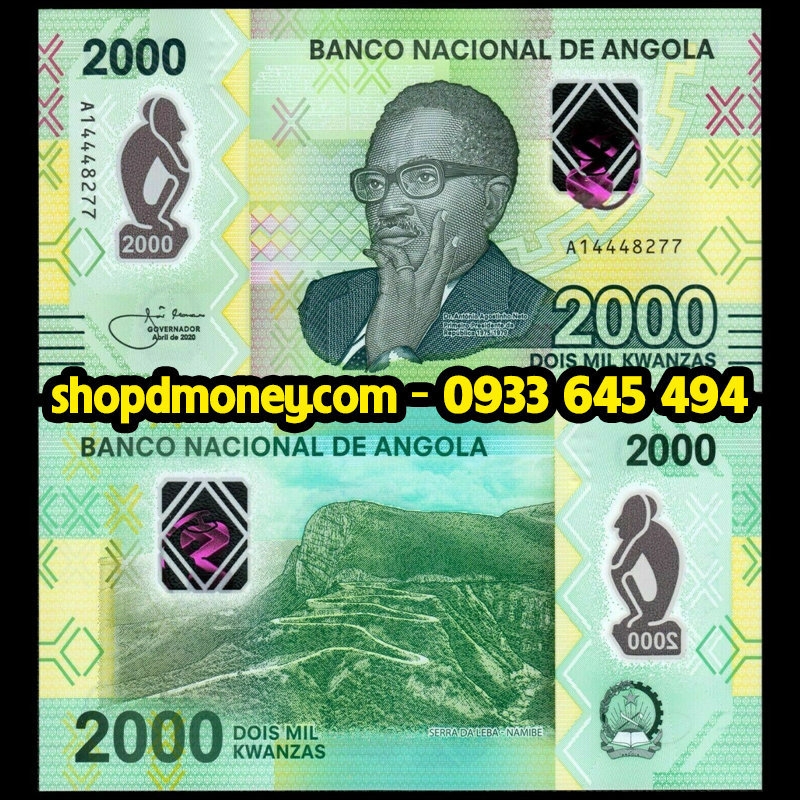 2000
BANCO NACIONAL DE ANGOLA
A14448277
2000
A14448277
GOVERNADOR
Abril de 2020
Dr. António Agostinho Neto
Primeiro Presidente da
República 1975-1979
2000
DOIS MIL KWANZAS
shopdmoney.com - 0933 645 494
BANCO NACIONAL DE ANGOLA
2000
2000
SERRA DA LEBA - NAMIBE
2000
DOIS MIL
KWANZAS
ANGOLA